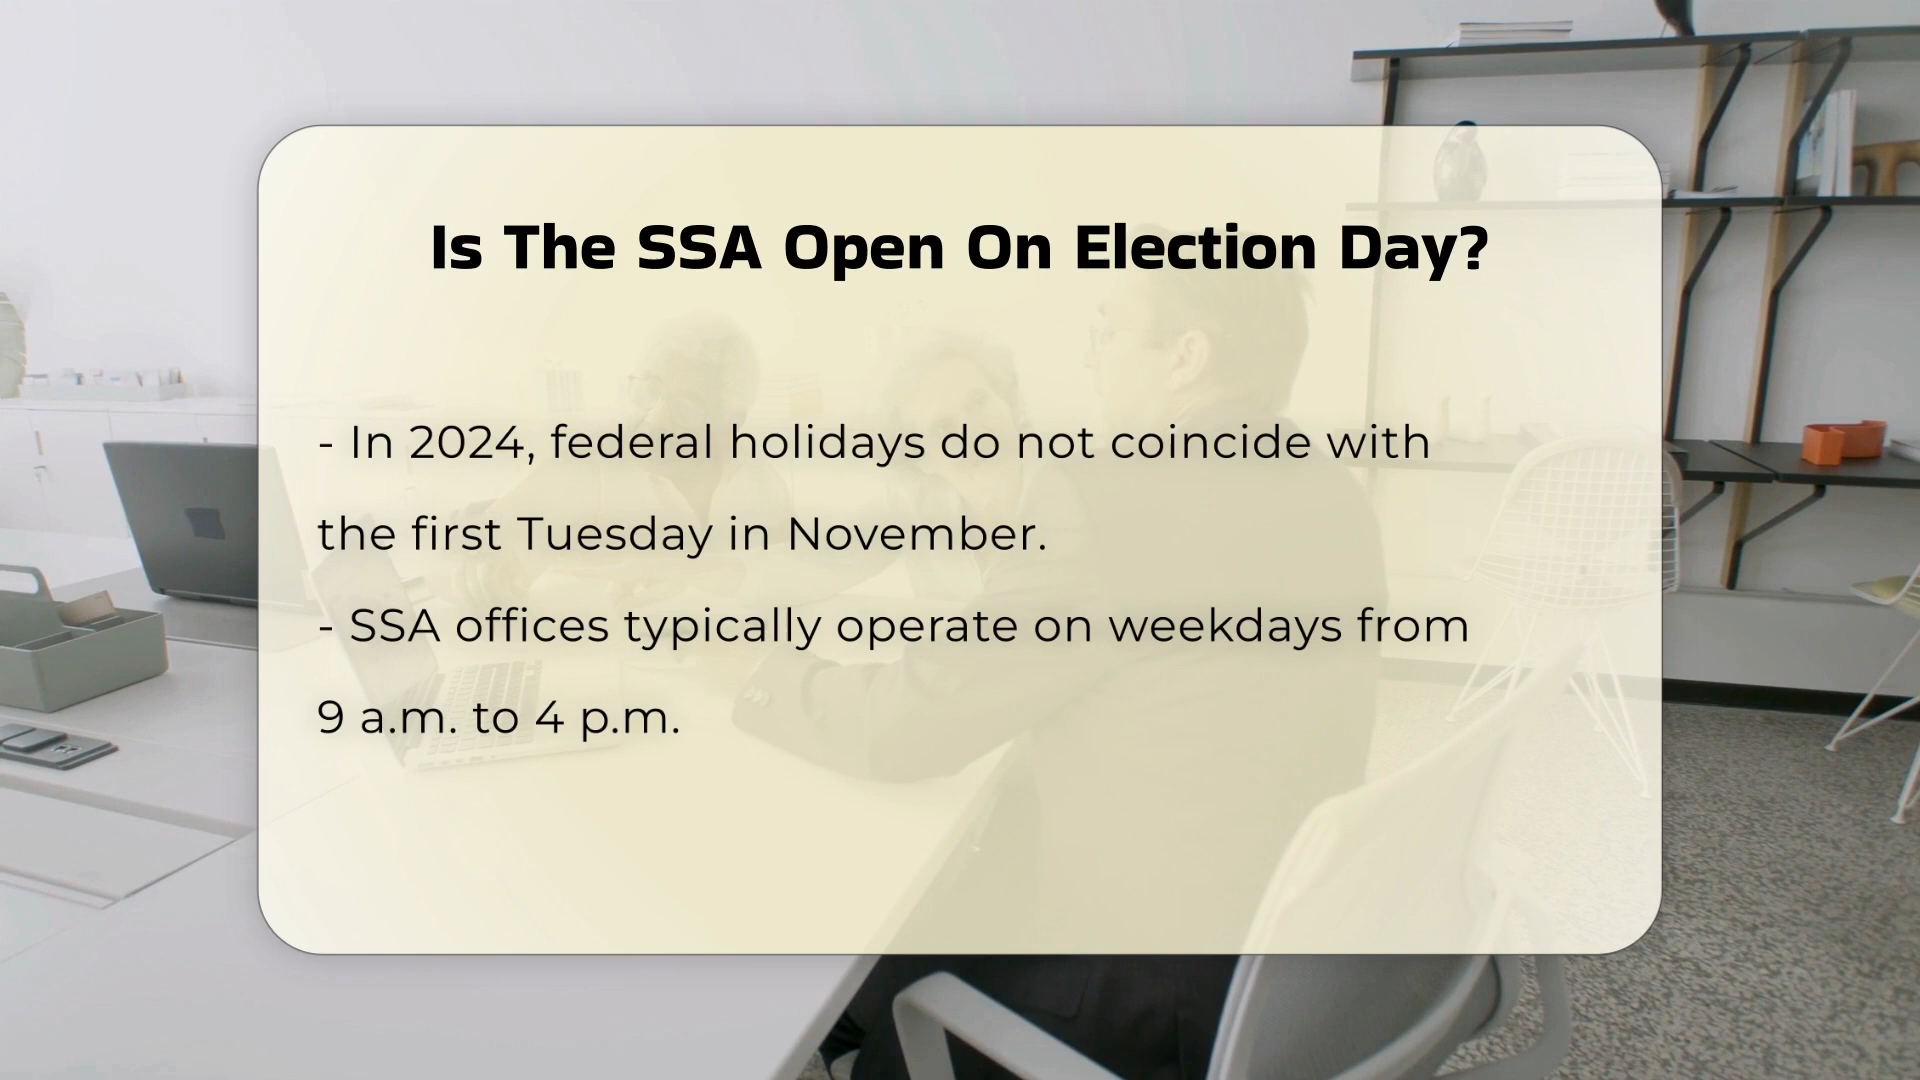 Is The SSA Open On Election Day?
- In 2024, federal holidays do not coincide with
the first Tuesday in November.
- SSA offices typically operate on weekdays from
9 a.m. to 4 p.m.